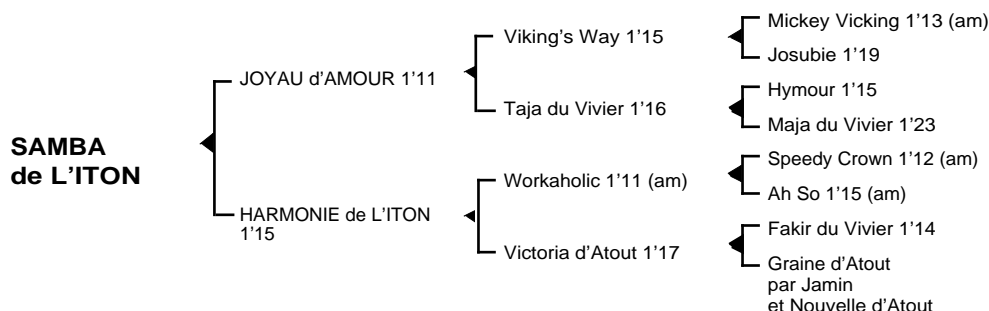 SAMBA
de L'ITON
JOYAU d'AMOUR 1'11
HARMONIE de L'ITON
1'15
Viking's Way 1'15
Taja du Vivier 1'16
Workaholic 1'11 (am)
Victoria d'Atout 1'17
Mickey Vicking 1'13 (am)
Josubie 1'19
Hymour 1'15
Maja du Vivier 1'23
Speedy Crown 1'12 (am)
Ah So 1'15 (am)
Fakir du Vivier 1'14
Graine d'Atout
par Jamin
et Nouvelle d'Atout